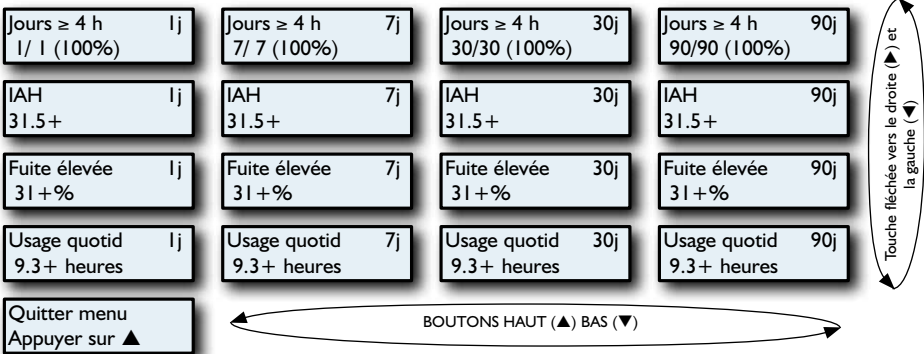 Jours ≥ 4 h 1j
1/ 1 (100%)
Jours ≥ 4 h 7j
7/ 7 (100%)
Jours ≥ 4 h 30j
30/30 (100%)
Jours ≥ 4 h 90j
90/90 (100%)
IAH 1j
31.5+
IAH 7j
31.5+
IAH 30j
31.5+
IAH 90j
31.5+
Fuite élevée 1j
31+%
Fuite élevée 7j
31+%
Fuite élevée 30j
31+%
Fuite élevée 90j
31+%
Usage quotid 1j
9.3+ heures
Usage quotid 7j
9.3+ heures
Usage quotid 30j
9.3+ heures
Usage quotid 90j
9.3+ heures
Quitter menu
Appuyer sur ▲
BOUTONS HAUT (▲) BAS (▼)
Touche fléchée vers le droite (▶) et
la gauche (◀)